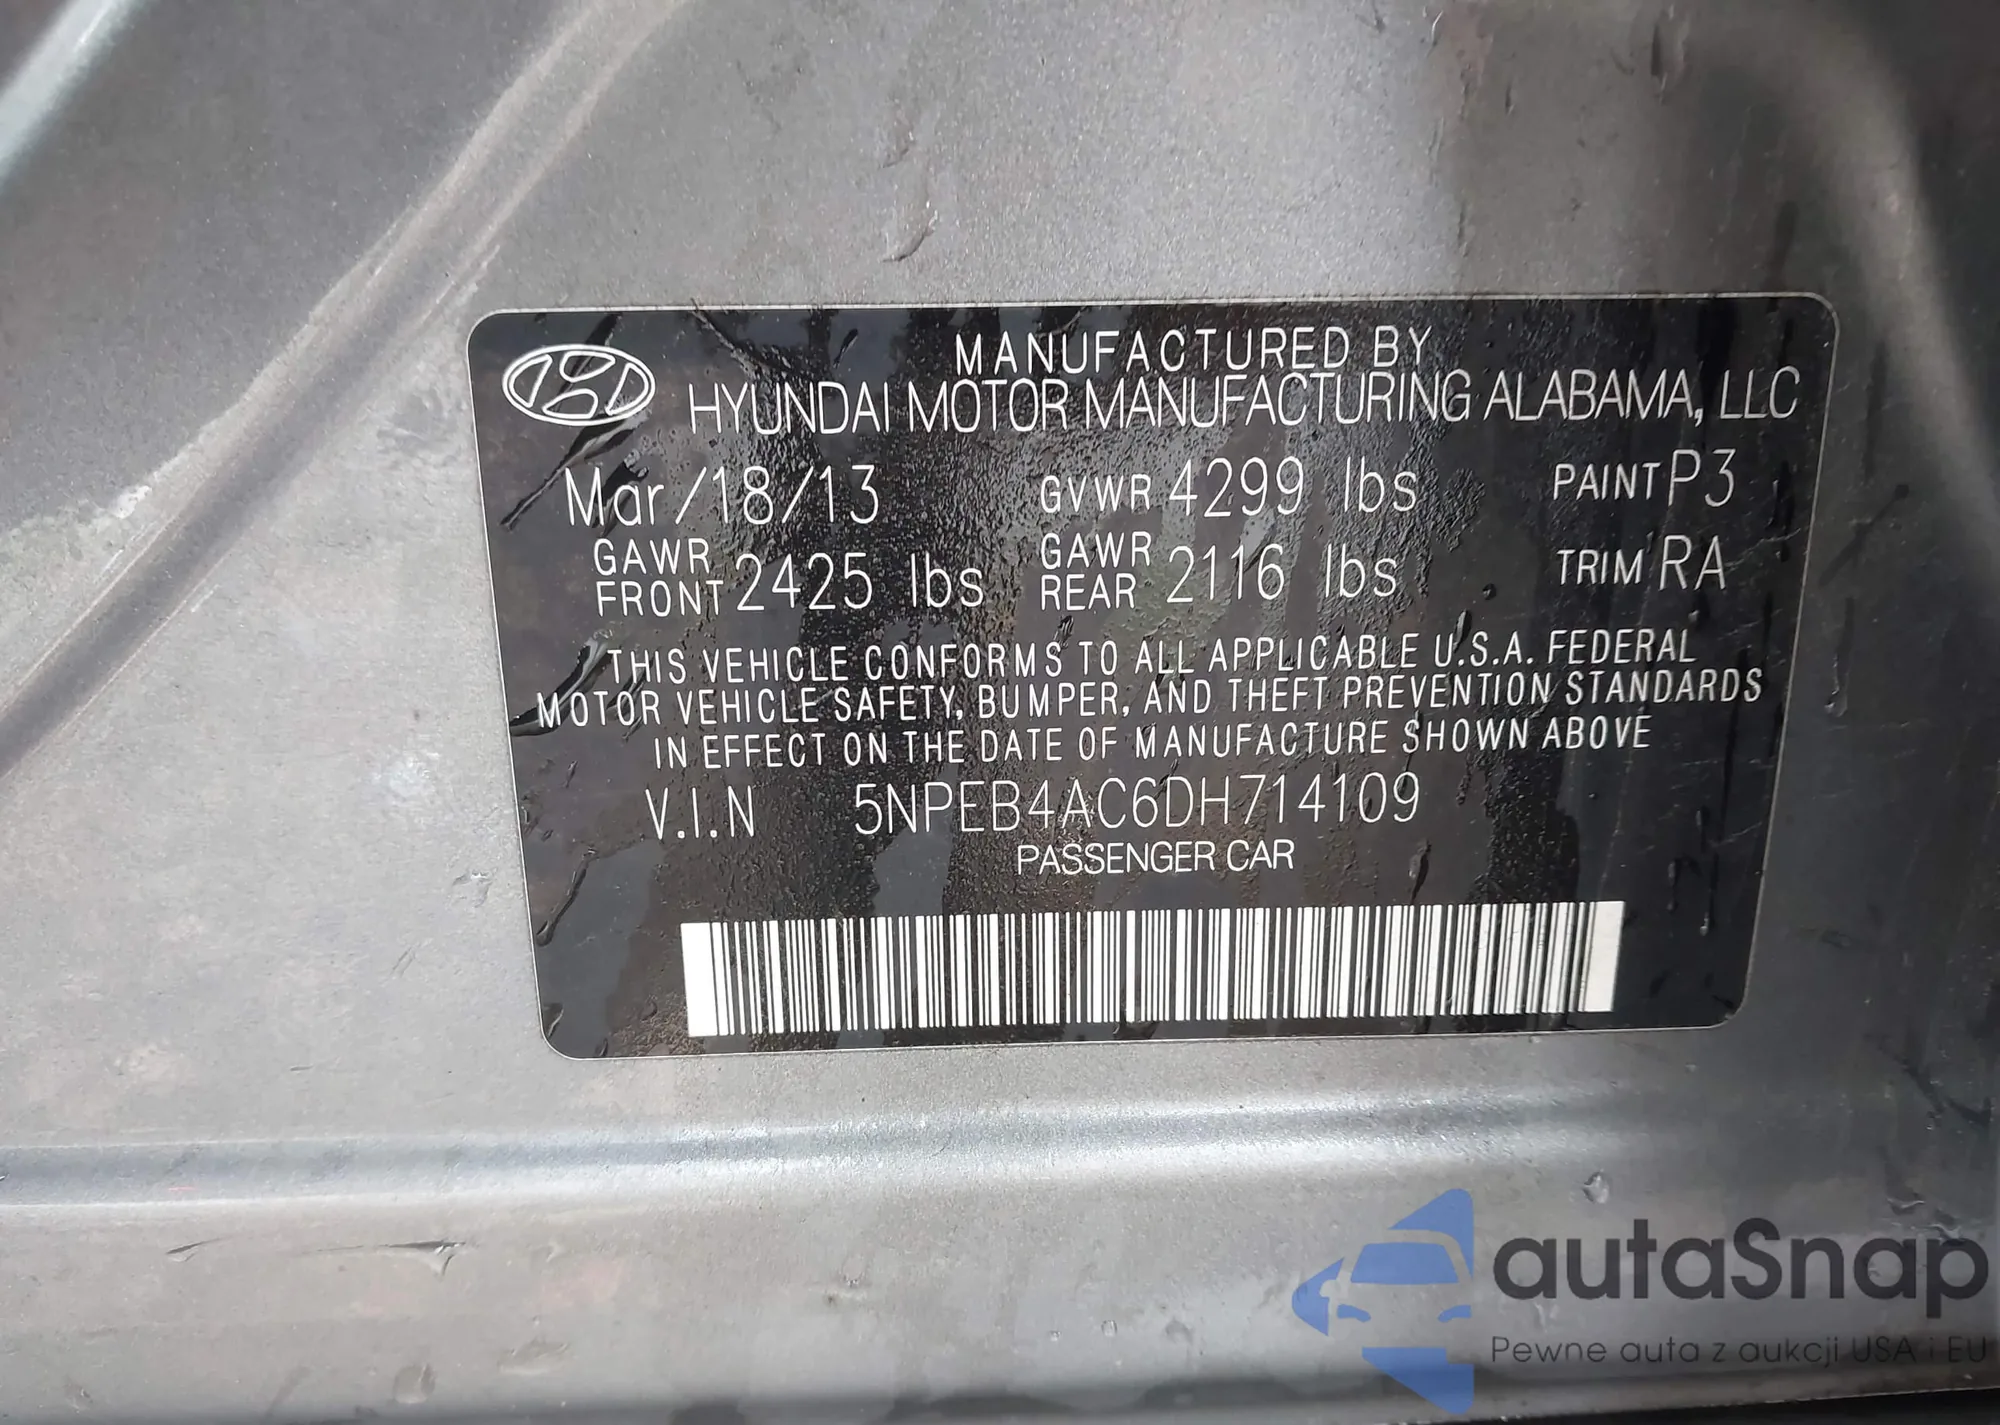 MANUFACTURED BY
HYUNDAI MOTOR MANUFACTURING ALABAMA, LLC
Mar/18/13 GVWR 4299 lbs PAINT P3
GAWR FRONT 2425 lbs GAWR REAR 2116 lbs TRIM RA
THIS VEHICLE CONFORMS TO ALL APPLICABLE U.S.A. FEDERAL
MOTOR VEHICLE SAFETY, BUMPER, AND THEFT PREVENTION STANDARDS
IN EFFECT ON THE DATE OF MANUFACTURE SHOWN ABOVE
V.I.N 5NPEB4AC6DH714109
PASSENGER CAR
autaSnap
Pewne auta z aukcji USA i EU